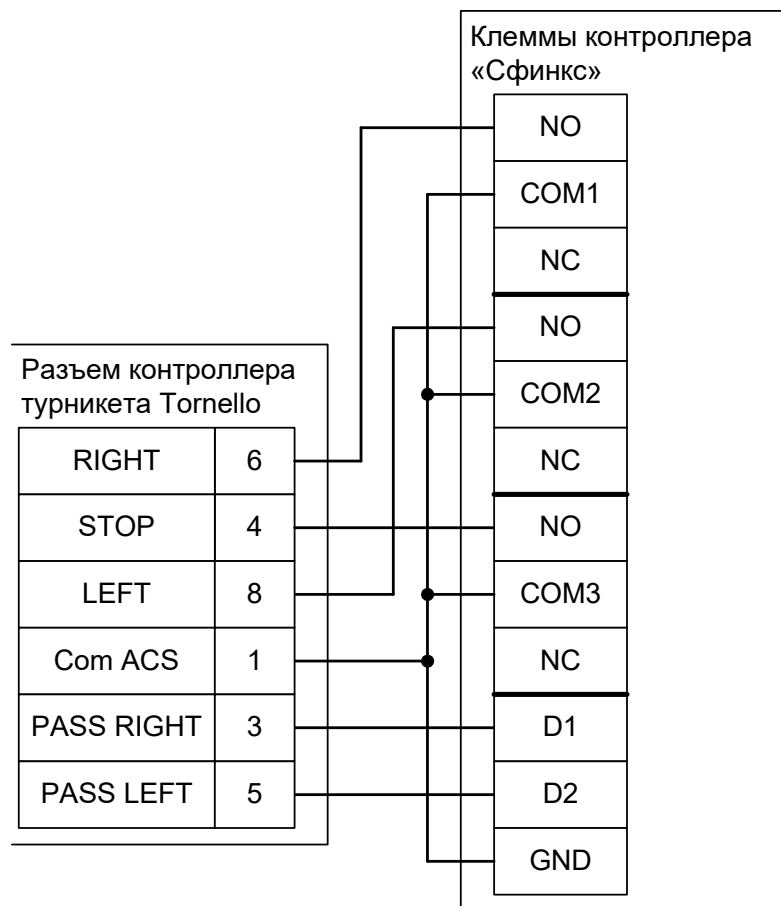 Клеммы контроллера
«Сфинкс»
NO
COM1
NC
NO
COM2
NC
NO
COM3
NC
D1
D2
GND
Разъем контроллера
турникета Tornello
RIGHT 6
STOP 4
LEFT 8
Com ACS 1
PASS RIGHT 3
PASS LEFT 5